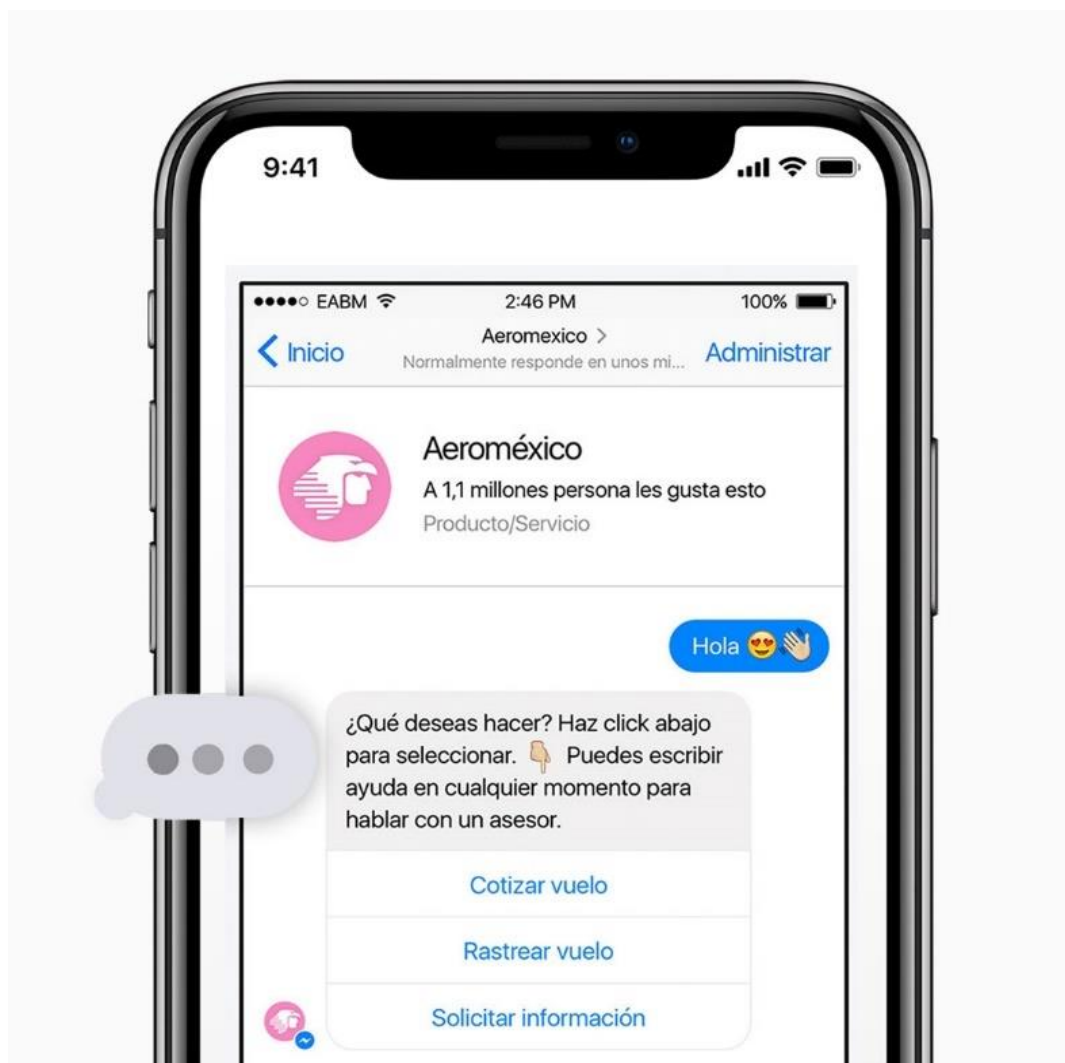 9:41
EABM 2:46 PM 100%
Inicio
Aeromexico >
Normalmente responde en unos mi...
Administrar
Aeroméxico
A 1,1 millones persona les gusta esto
Producto/Servicio
Hola 😍👋🏼
¿Qué deseas hacer? Haz click abajo
para seleccionar. 👇🏼 Puedes escribir
ayuda en cualquier momento para
hablar con un asesor.
Cotizar vuelo
Rastrear vuelo
Solicitar información